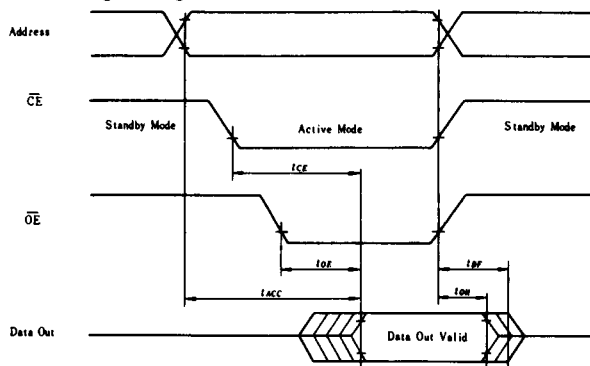 Address
CE
Standby Mode
Active Mode
Standby Mode
tCE
OE
tOE
tDF
tOH
tACC
Data Out
Data Out Valid